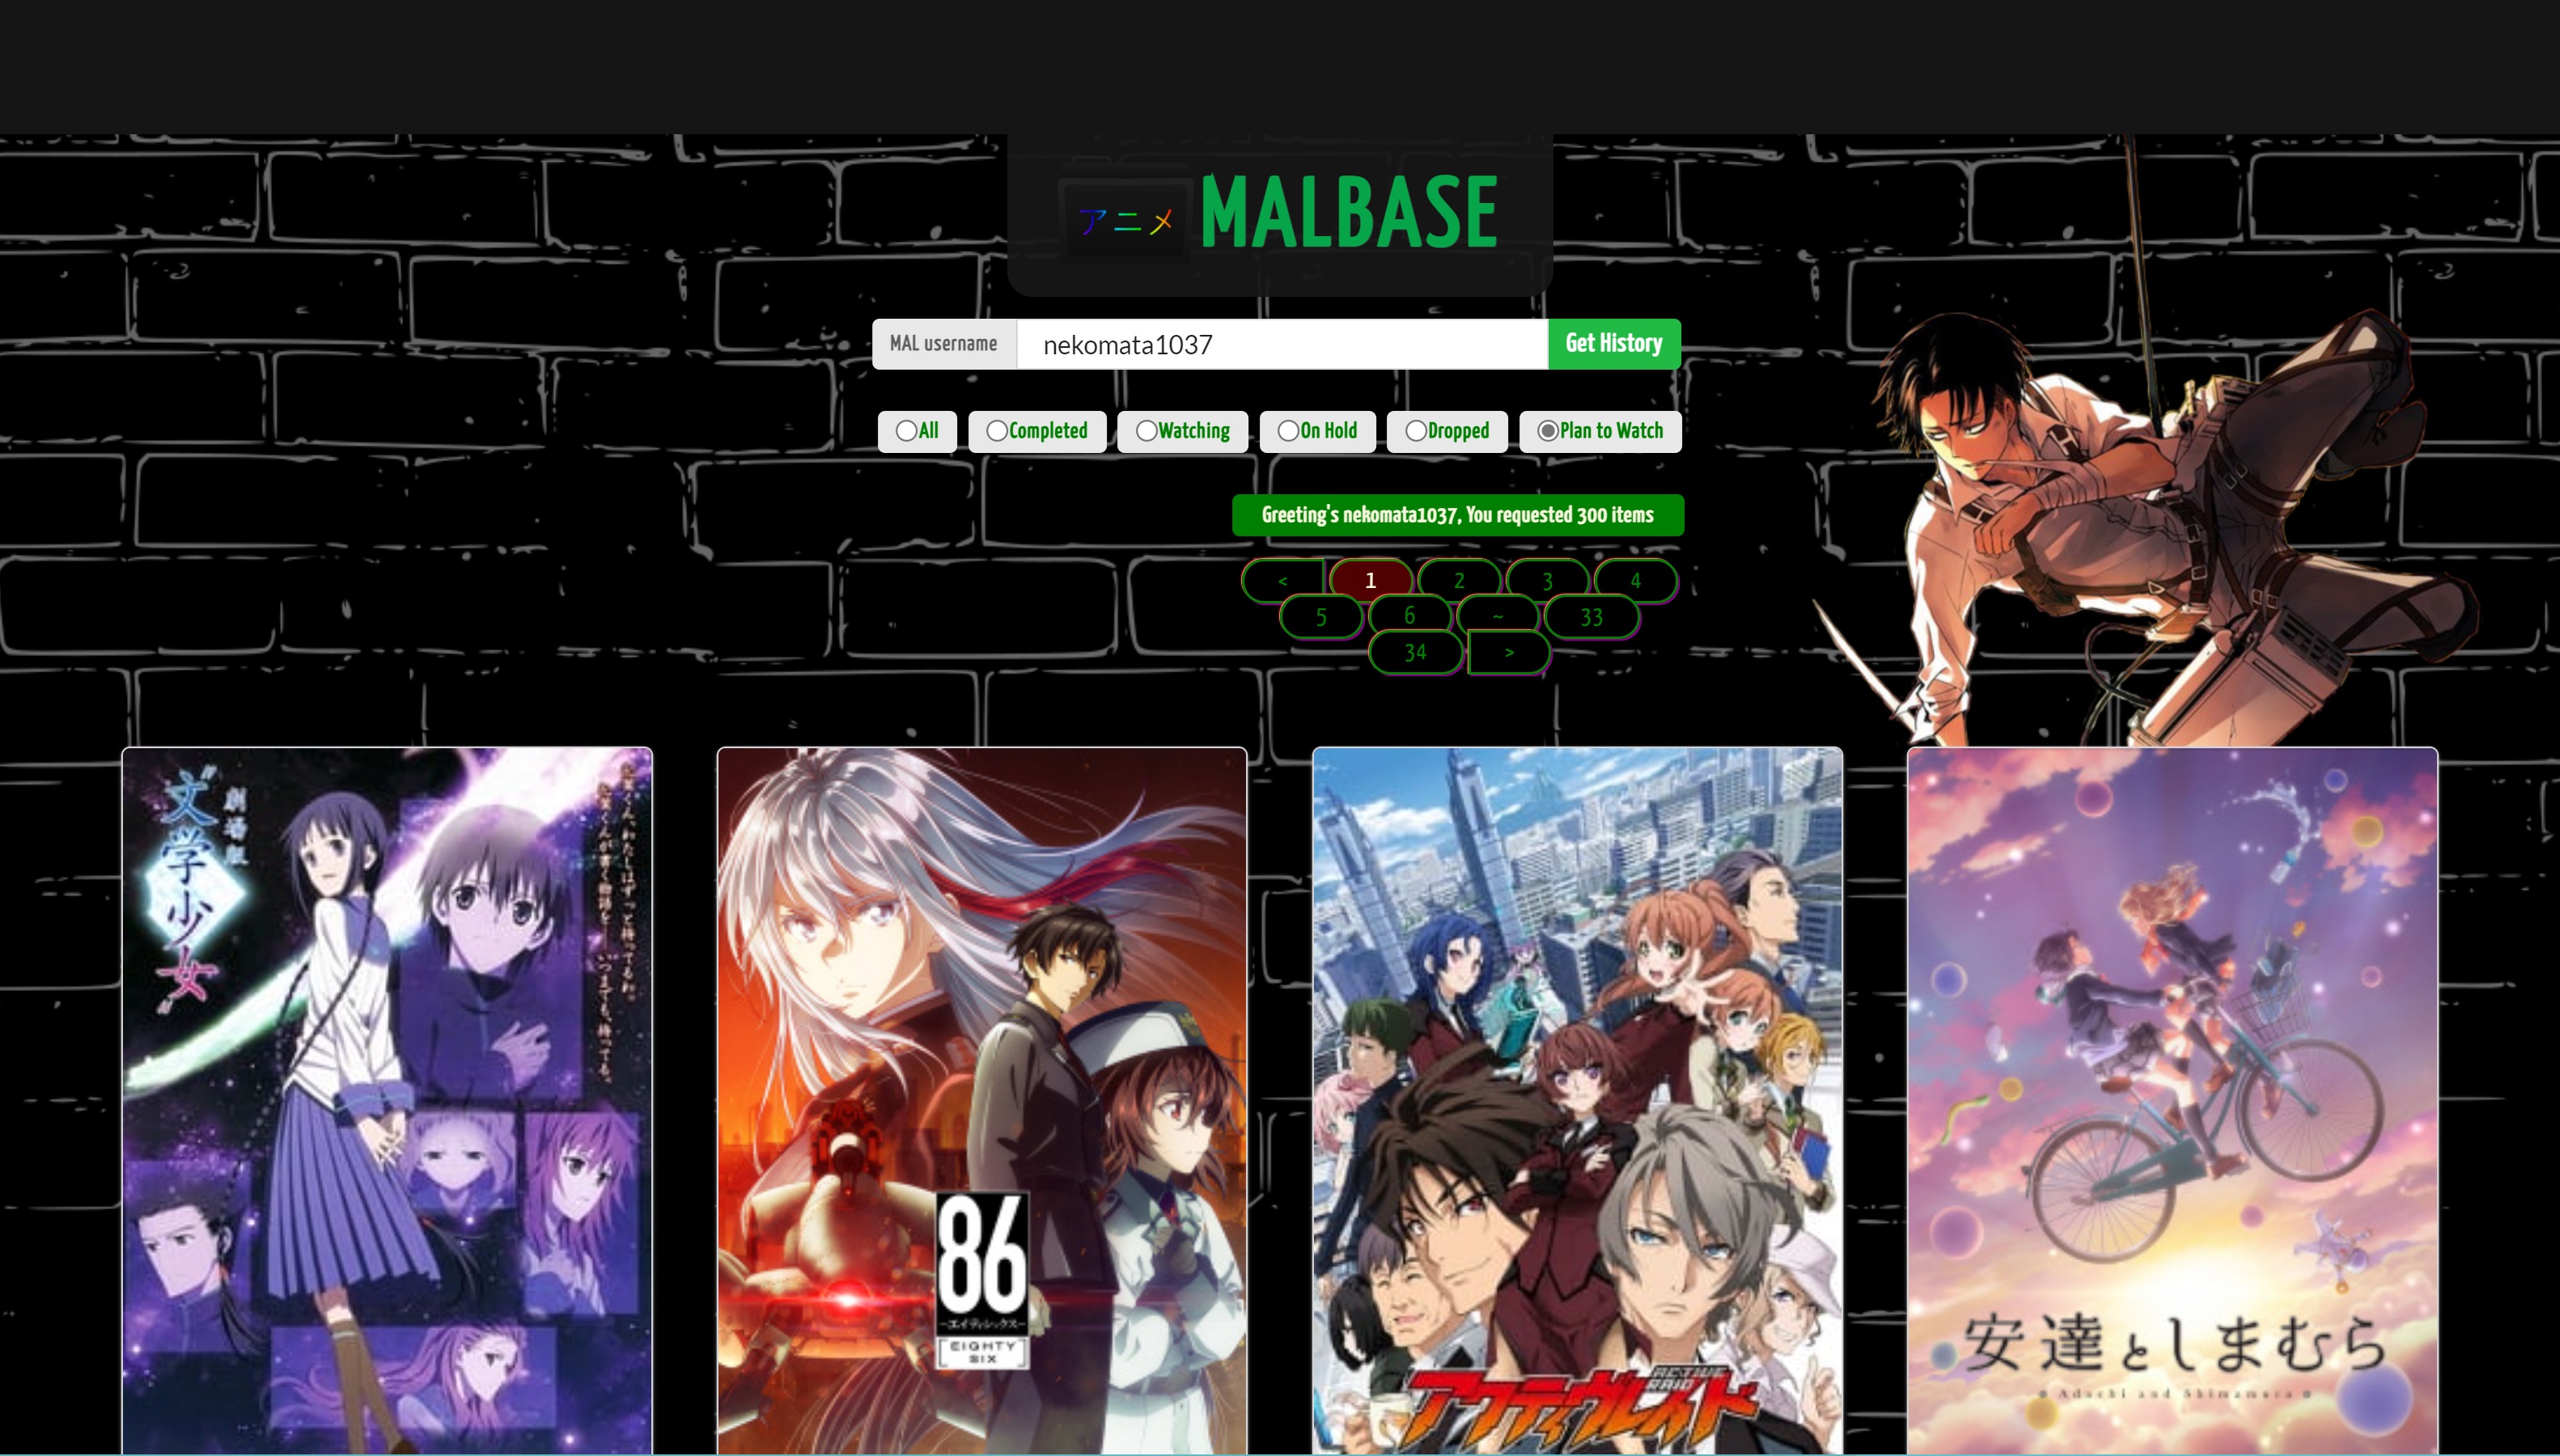 アニメ MALBASE
MAL username nekomata1037 Get History
All Completed Watching On Hold Dropped Plan to Watch
Greeting's nekomata1037, You requested 300 items
< 1 2 3 4
5 6 ~ 33
34 >
劇場版
"文学少女"
86
-エイティシックス-
EIGHTY
SIX
ACTIVE
RAID
アクティヴレイド
安達としまむら
Adachi and Shimamura